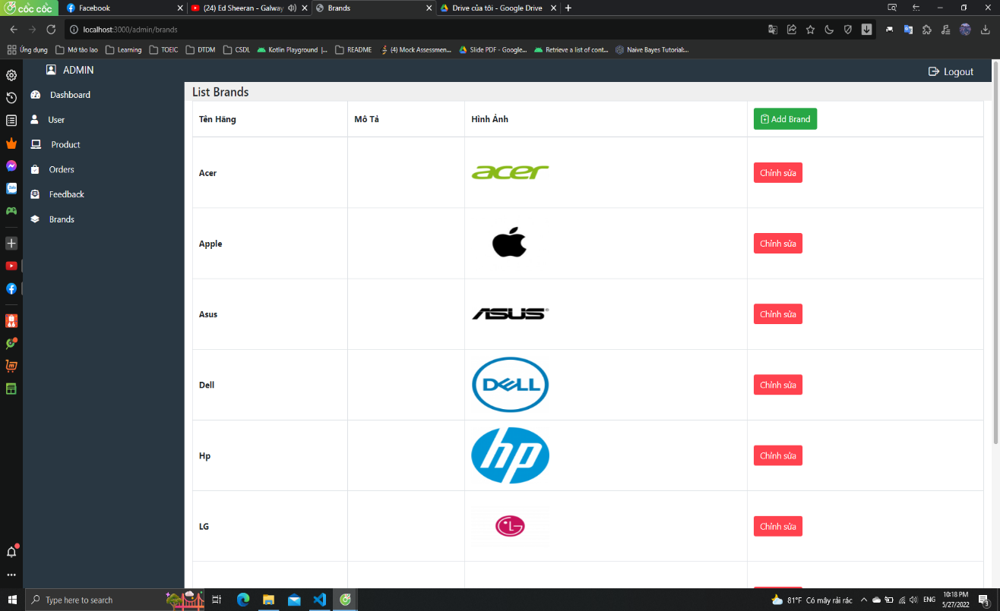 cốc cốc
Facebook
(24) Ed Sheeran - Galway
Brands
Drive của tôi - Google Drive
localhost:3000/admin/brands
Ứng dụng
Mớ táo lao
Learning
TOEIC
DTDM
CSDL
Kotlin Playground |...
README
(4) Mock Assessmen...
Slide PDF - Google...
Retrieve a list of cont...
Naive Bayes Tutorial:...
ADMIN
Logout
Dashboard
User
Product
Orders
Feedback
Brands
List Brands
Tên Hãng
Mô Tả
Hình Ảnh
Add Brand
Acer
acer
Chỉnh sửa
Apple
Chỉnh sửa
Asus
ASUS
Chỉnh sửa
Dell
DELL
Chỉnh sửa
Hp
hp
Chỉnh sửa
LG
LG
Chỉnh sửa
Zalo
Type here to search
81°F Có mây rải rác
ENG
10:18 PM
5/27/2022
3